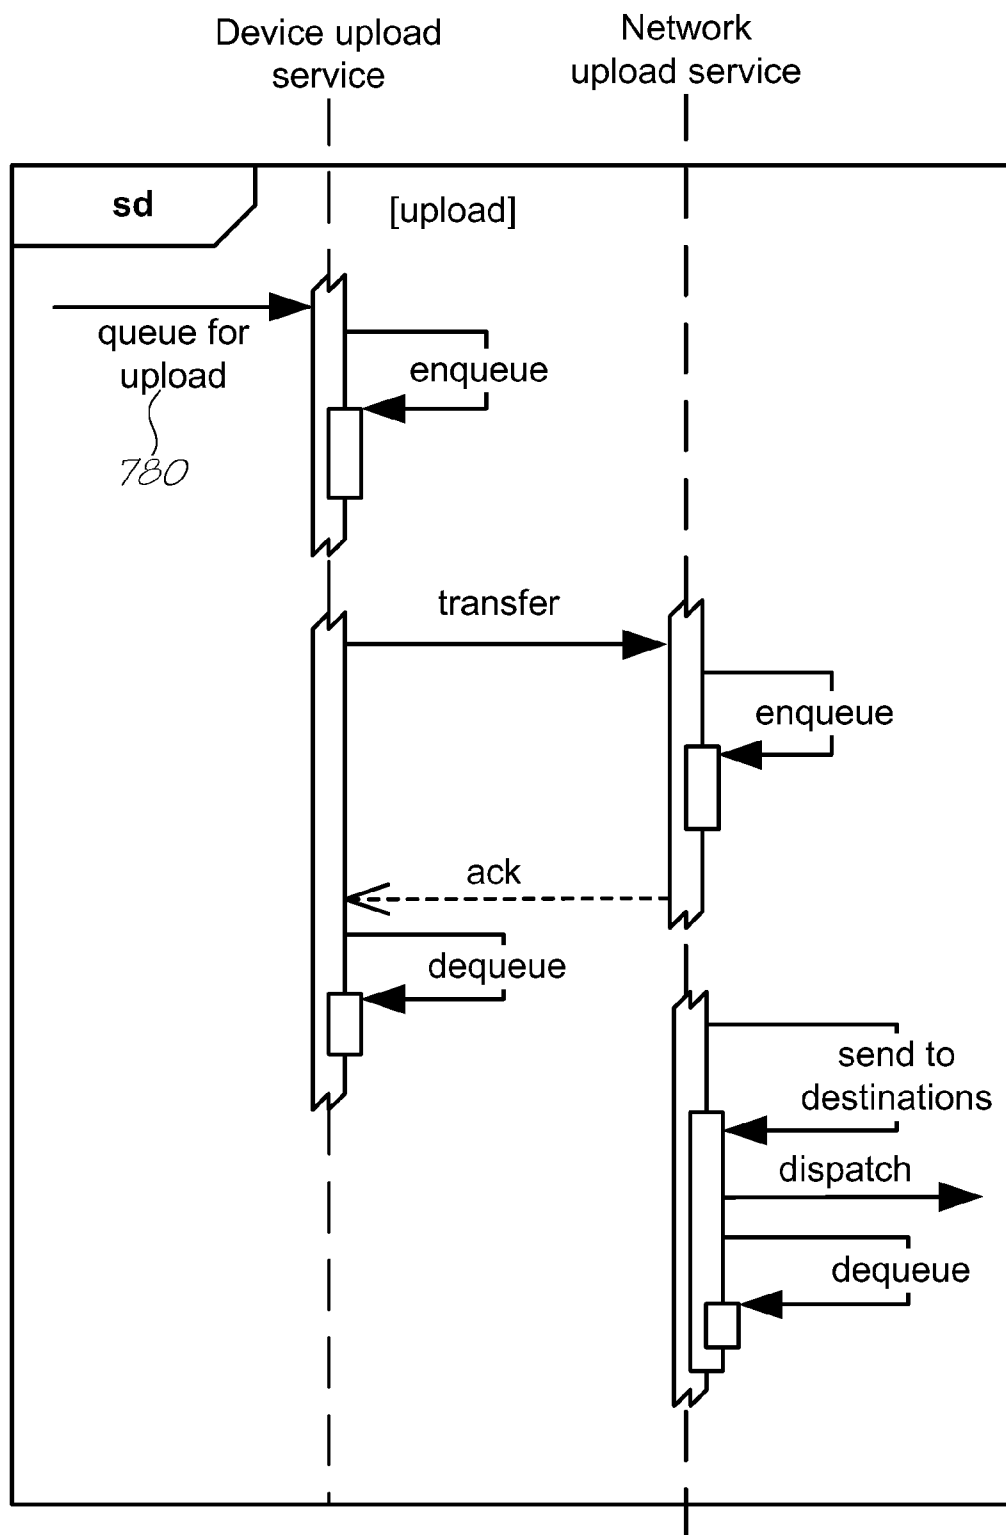 Device upload
service
Network
upload service
sd
[upload]
queue for
upload
780
enqueue
transfer
enqueue
ack
dequeue
send to
destinations
dispatch
dequeue